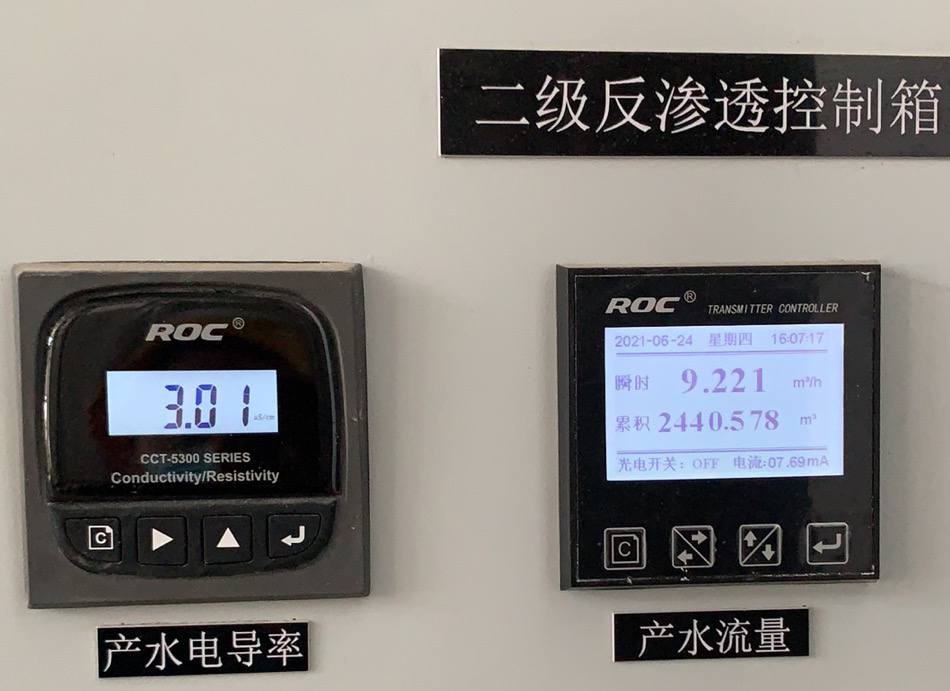 二级反渗透控制箱
ROC®
3.01 µS/cm
CCT-5300 SERIES
Conductivity/Resistivity
C
产水电导率
ROC® TRANSMITTER CONTROLLER
2021-06-24 星期四 16:07:17
瞬时 9.221 m³/h
累积 2440.578 m³
光电开关: OFF 电流:07.69mA
C
产水流量